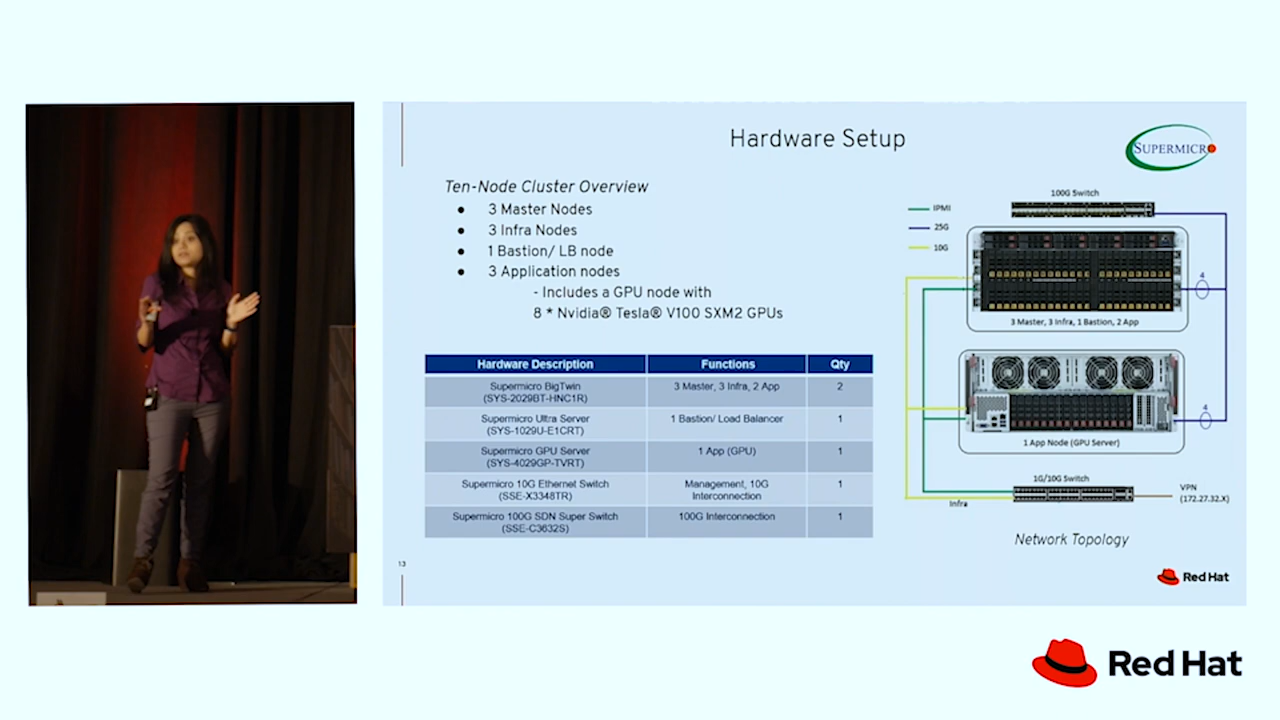 Hardware Setup
SUPERMICRO
Ten-Node Cluster Overview
● 3 Master Nodes
● 3 Infra Nodes
● 1 Bastion/ LB node
● 3 Application nodes
- Includes a GPU node with
8 * Nvidia® Tesla® V100 SXM2 GPUs
Hardware Description Functions Qty
Supermicro BigTwin
(SYS-2029BT-HNC1R)
3 Master, 3 Infra, 2 App
2
Supermicro Ultra Server
(SYS-1029U-E1CRT)
1 Bastion/ Load Balancer
1
Supermicro GPU Server
(SYS-4029GP-TVRT)
1 App (GPU)
1
Supermicro 10G Ethernet Switch
(SSE-X3348TR)
Management, 10G
Interconnection
1
Supermicro 100G SDN Super Switch
(SSE-C3632S)
100G Interconnection
1
100G Switch
IPMI
25G
10G
4
3 Master, 3 Infra, 1 Bastion, 2 App
4
1 App Node (GPU Server)
1G/10G Switch
VPN
(172.27.32.X)
Infra
Network Topology
13
Red Hat
Red Hat